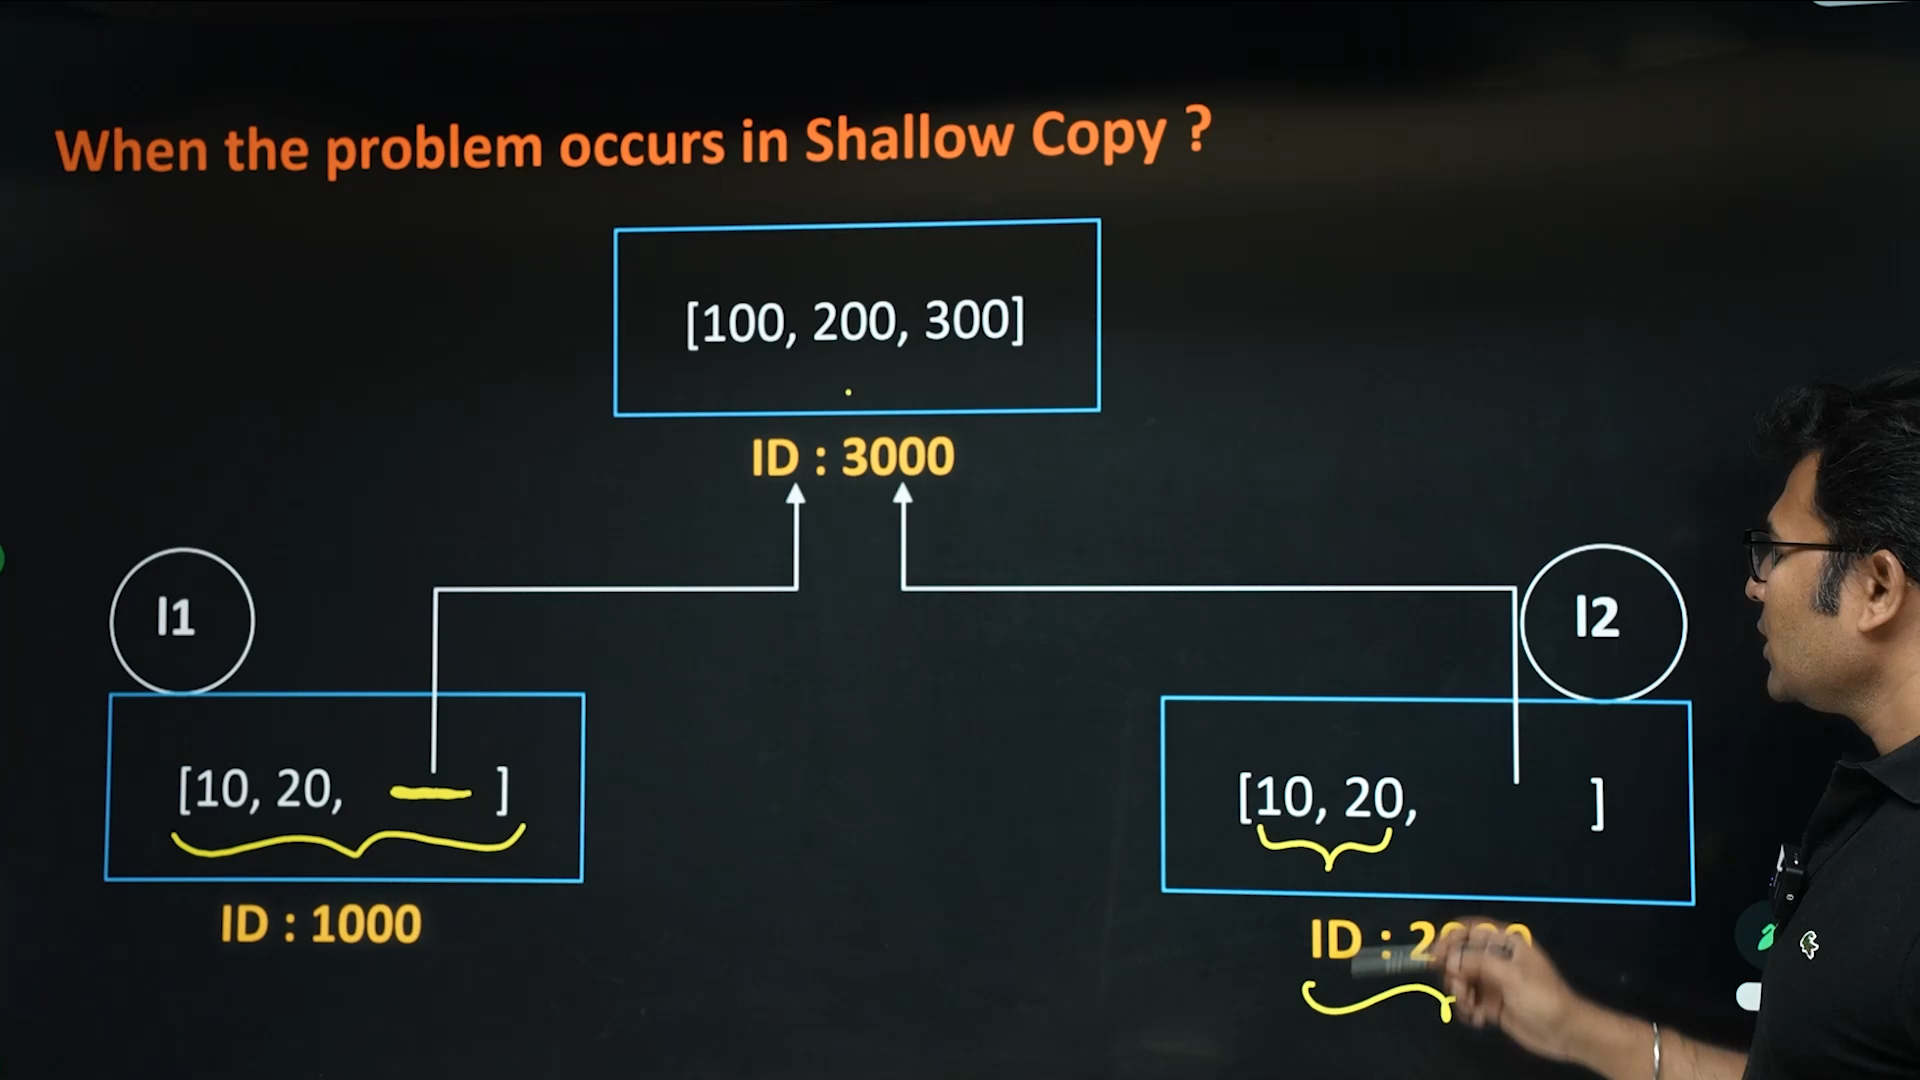 When the problem occurs in Shallow Copy ?
[100, 200, 300]
ID : 3000
l1
l2
[10, 20, ]
[10, 20, ]
ID : 1000
ID :